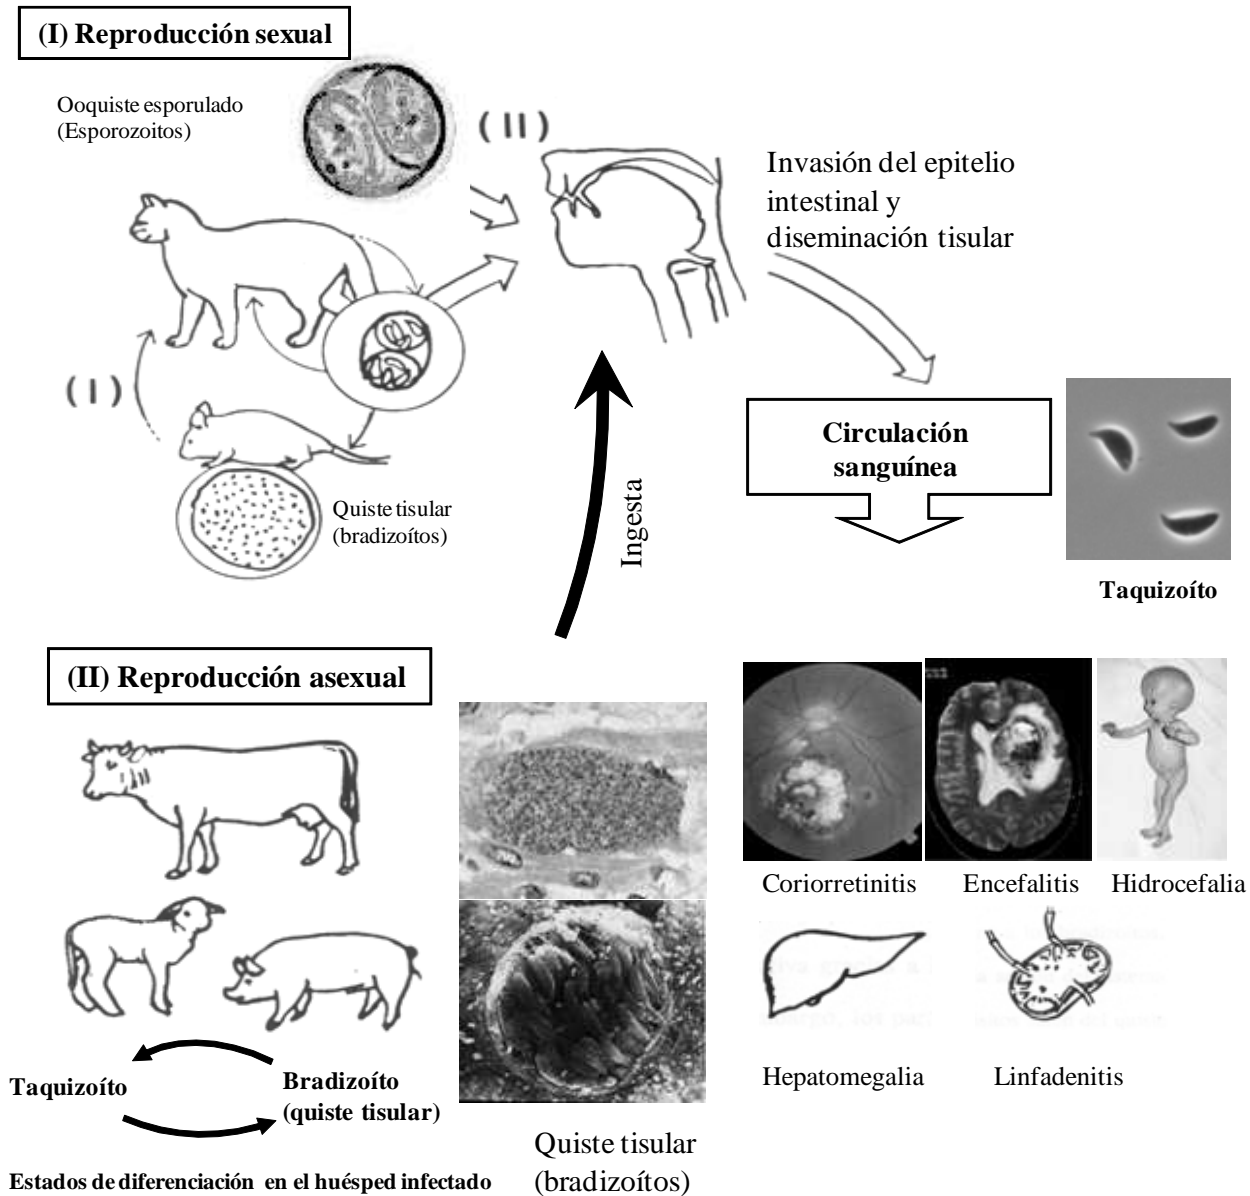 (I) Reproducción sexual
Ooquiste esporulado
(Esporozoitos)
( II )
Invasión del epitelio
intestinal y
diseminación tisular
( I )
Circulación
sanguínea
Quiste tisular
(bradizoítos)
Ingesta
Taquizoíto
(II) Reproducción asexual
Coriorretinitis
Encefalitis
Hidrocefalia
Hepatomegalia
Linfadenitis
Taquizoíto
Bradizoíto
(quiste tisular)
Quiste tisular
(bradizoítos)
Estados de diferenciación en el huésped infectado